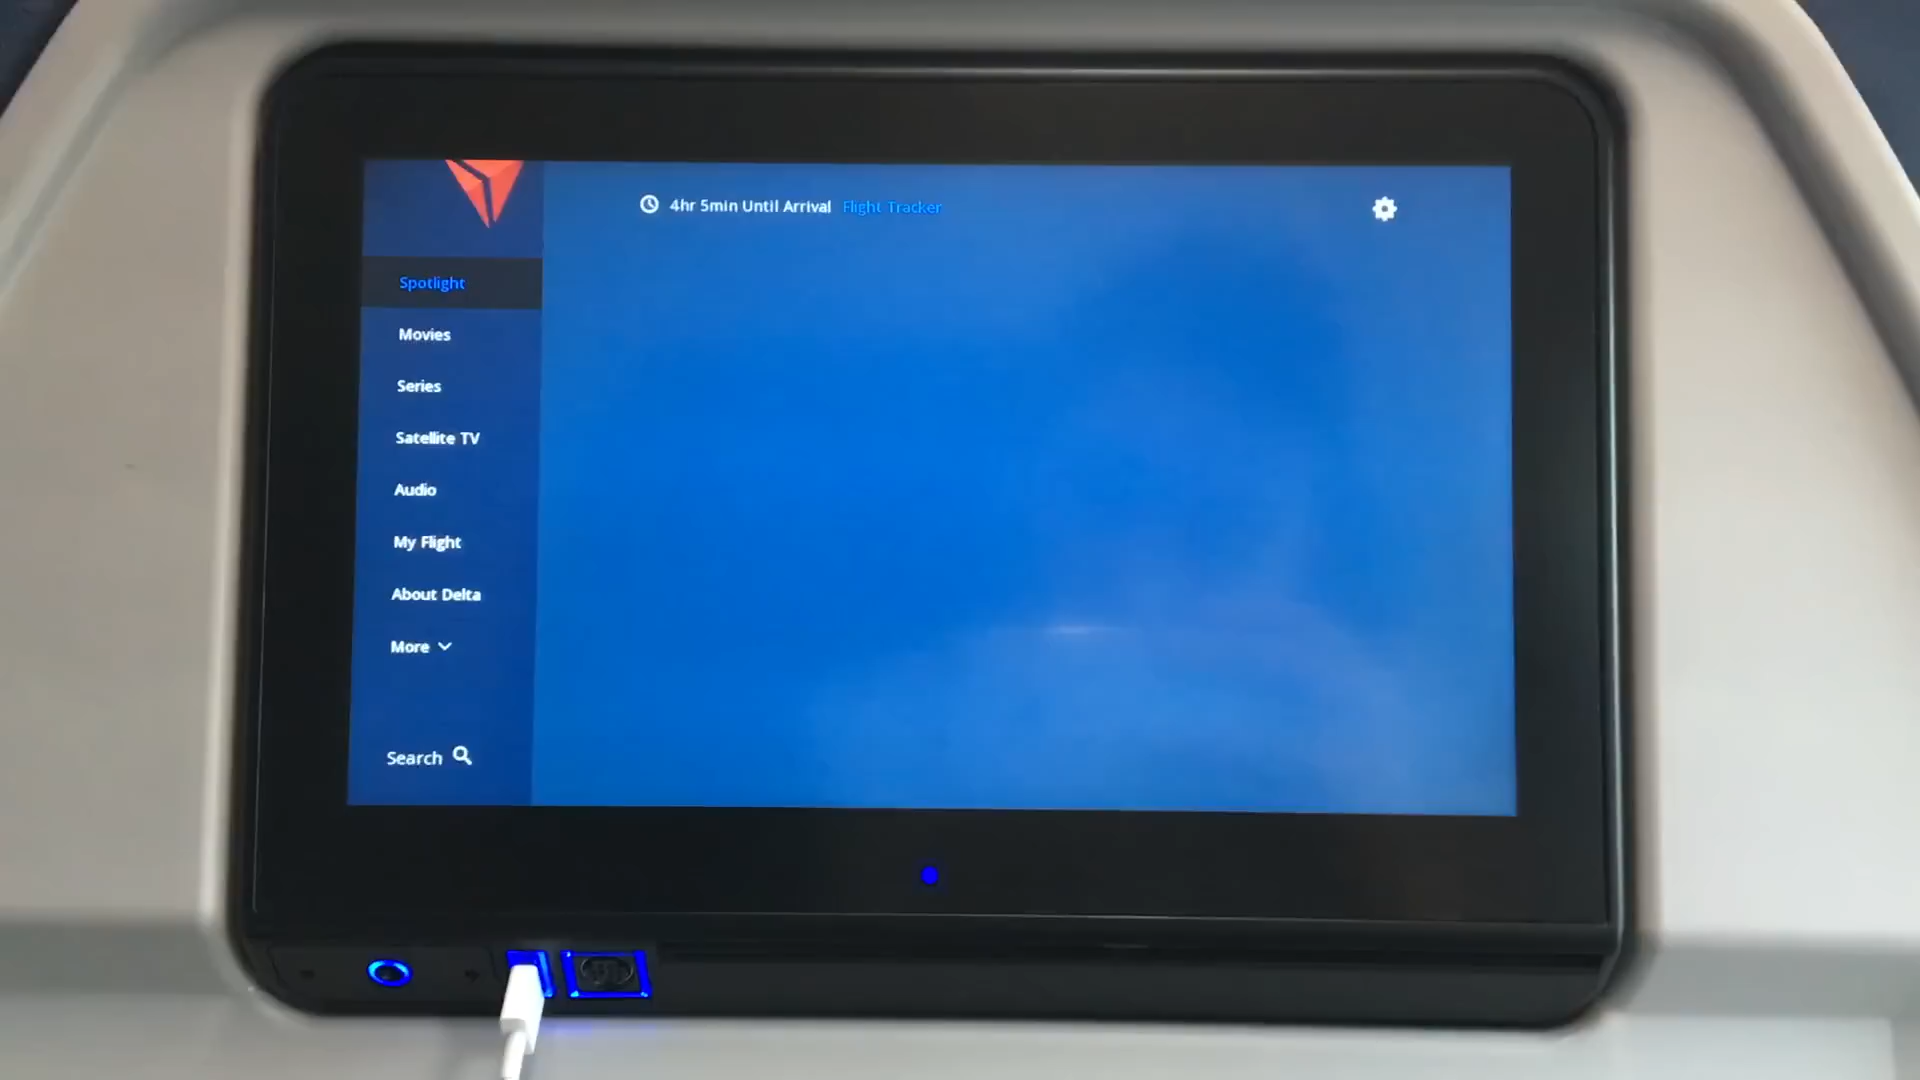 4hr 5min Until Arrival Flight Tracker
Spotlight
Movies
Series
Satellite TV
Audio
My Flight
About Delta
More
Search